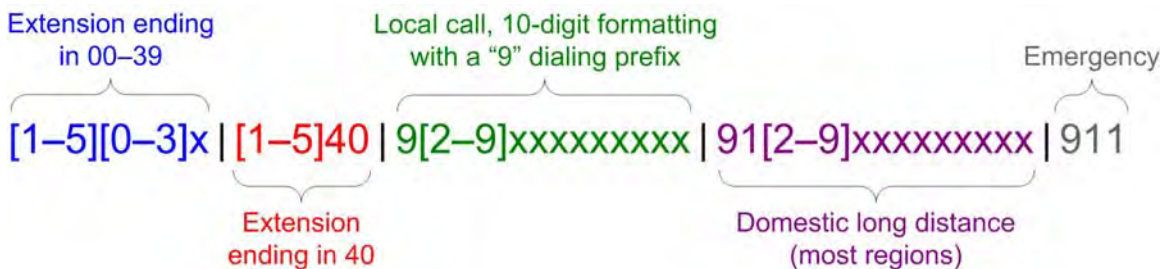 Extension ending
in 00–39
Local call, 10-digit formatting
with a “9” dialing prefix
Emergency
[1–5][0–3]x | [1–5]40 | 9[2–9]xxxxxxxxx | 91[2–9]xxxxxxxxx | 911
Extension
ending in 40
Domestic long distance
(most regions)